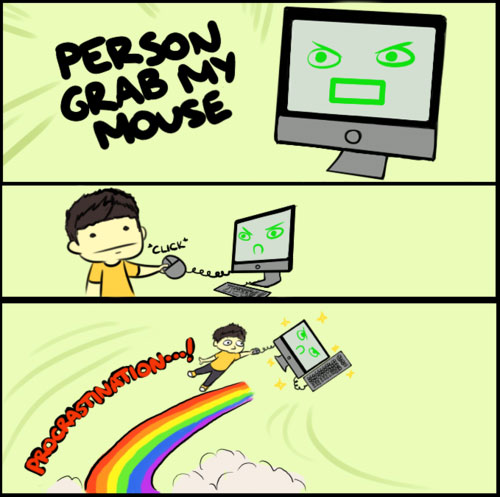 PERSON
GRAB MY
MOUSE
*CLICK*
PROCRASTINATION...!